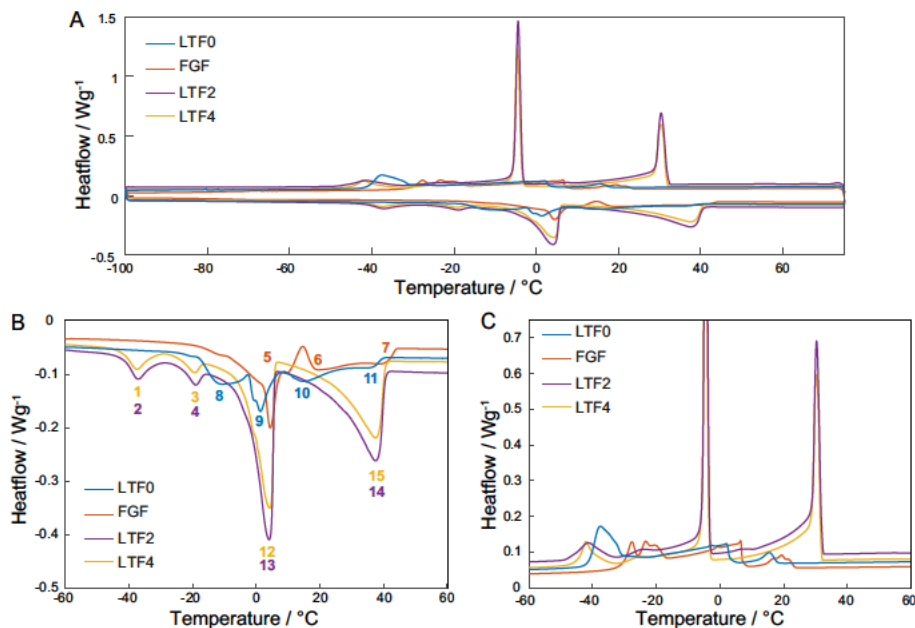 A
LTF0
FGF
LTF2
LTF4
Heatflow / Wg⁻¹
1.5
1
0.5
0
-0.5
-100 -80 -60 -40 -20 0 20 40 60
Temperature / °C
B
Heatflow / Wg⁻¹
0
-0.1
-0.2
-0.3
-0.4
-0.5
1
2
3
4
5
6
7
8
9
10
11
12
13
15
14
LTF0
FGF
LTF2
LTF4
-60 -40 -20 0 20 40 60
Temperature / °C
C
LTF0
FGF
LTF2
LTF4
Heatflow / Wg⁻¹
0.7
0.6
0.5
0.4
0.3
0.2
0.1
0
-60 -40 -20 0 20 40 60
Temperature / °C